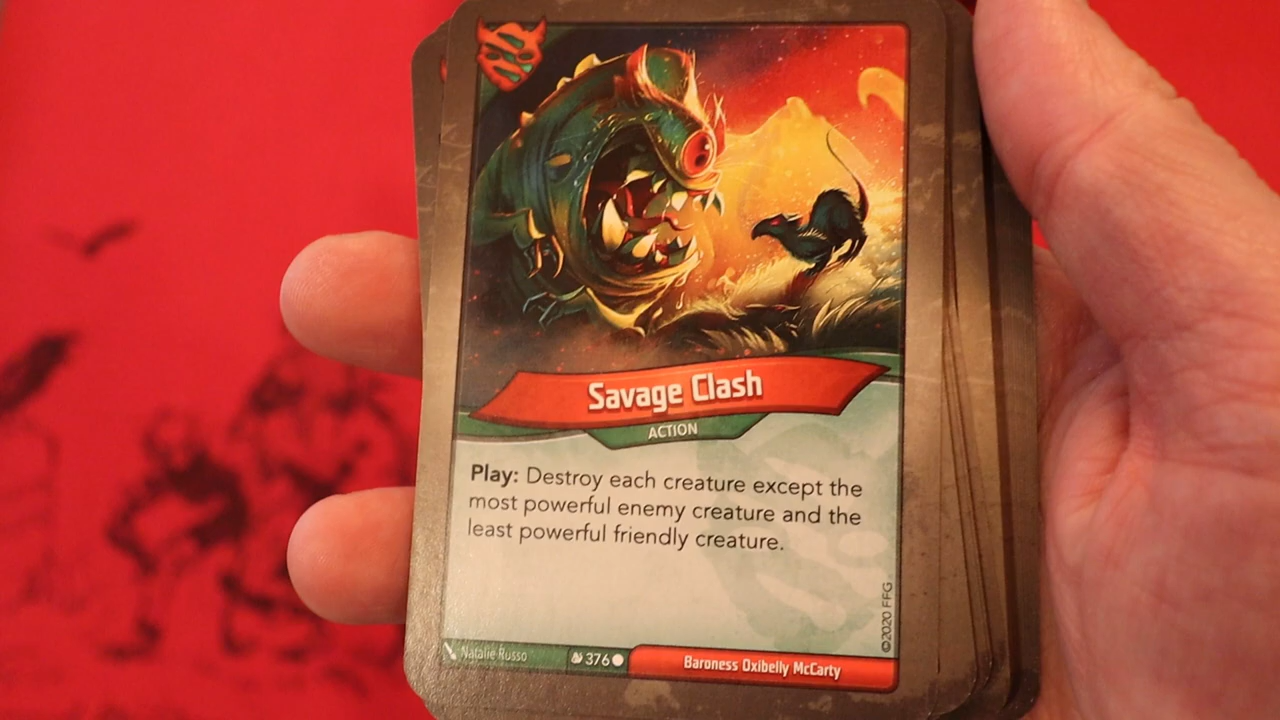 Savage Clash
ACTION
Play: Destroy each creature except the
most powerful enemy creature and the
least powerful friendly creature.
©2020 FFG
Natalie Russo
376
Baroness Oxibelly McCarty